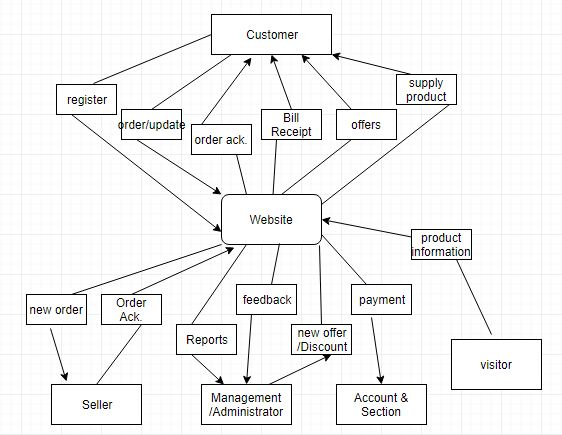 Customer
supply
product
register
order/update
order ack.
Bill
Receipt
offers
Website
product
information
new order
Order
Ack.
feedback
payment
Reports
new offer
/Discount
visitor
Seller
Management
/Administrator
Account &
Section